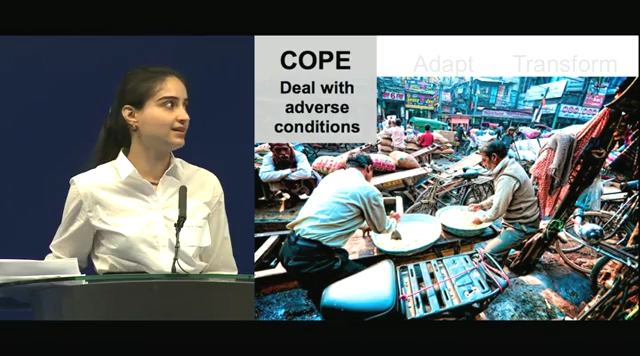 COPE
Adapt
Transform
Deal with
adverse
conditions